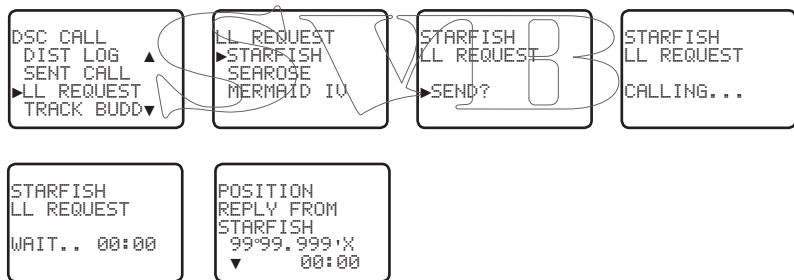 DSC CALL
DIST LOG ▲
SENT CALL
►LL REQUEST
TRACK BUDD▼
LL REQUEST
►STARFISH
SEAROSE
MERMAID IV
STARFISH
LL REQUEST
►SEND?
STARFISH
LL REQUEST
CALLING...
STARFISH
LL REQUEST
WAIT.. 00:00
POSITION
REPLY FROM
STARFISH
99°99.999'X
▼ 00:00
SVB